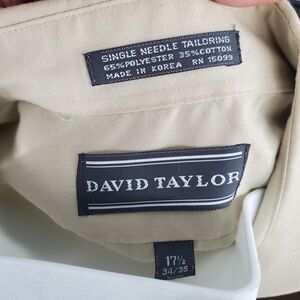 SINGLE NEEDLE TAILORING
65% POLYESTER 35% COTTON
MADE IN KOREA RN 15099
DAVID TAYLOR
17½
34/35